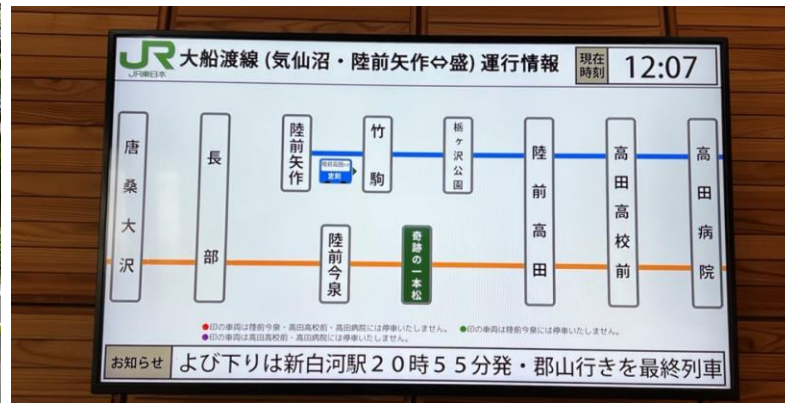 JR
JR東日本
大船渡線 (気仙沼・陸前矢作⇔盛) 運行情報
現在時刻
12:07
唐桑大沢
長部
陸前矢作
定刻
竹駒
栃ヶ沢公園
陸前高田
高田高校前
高田病院
陸前今泉
奇跡の一本松
●印の車両は陸前今泉・高田高校前・高田病院には停車いたしません。 ●印の車両は陸前今泉には停車いたしません。
●印の車両は高田高校前・高田病院には停車いたしません。
お知らせ
よび下りは新白河駅20時55分発・郡山行きを最終列車